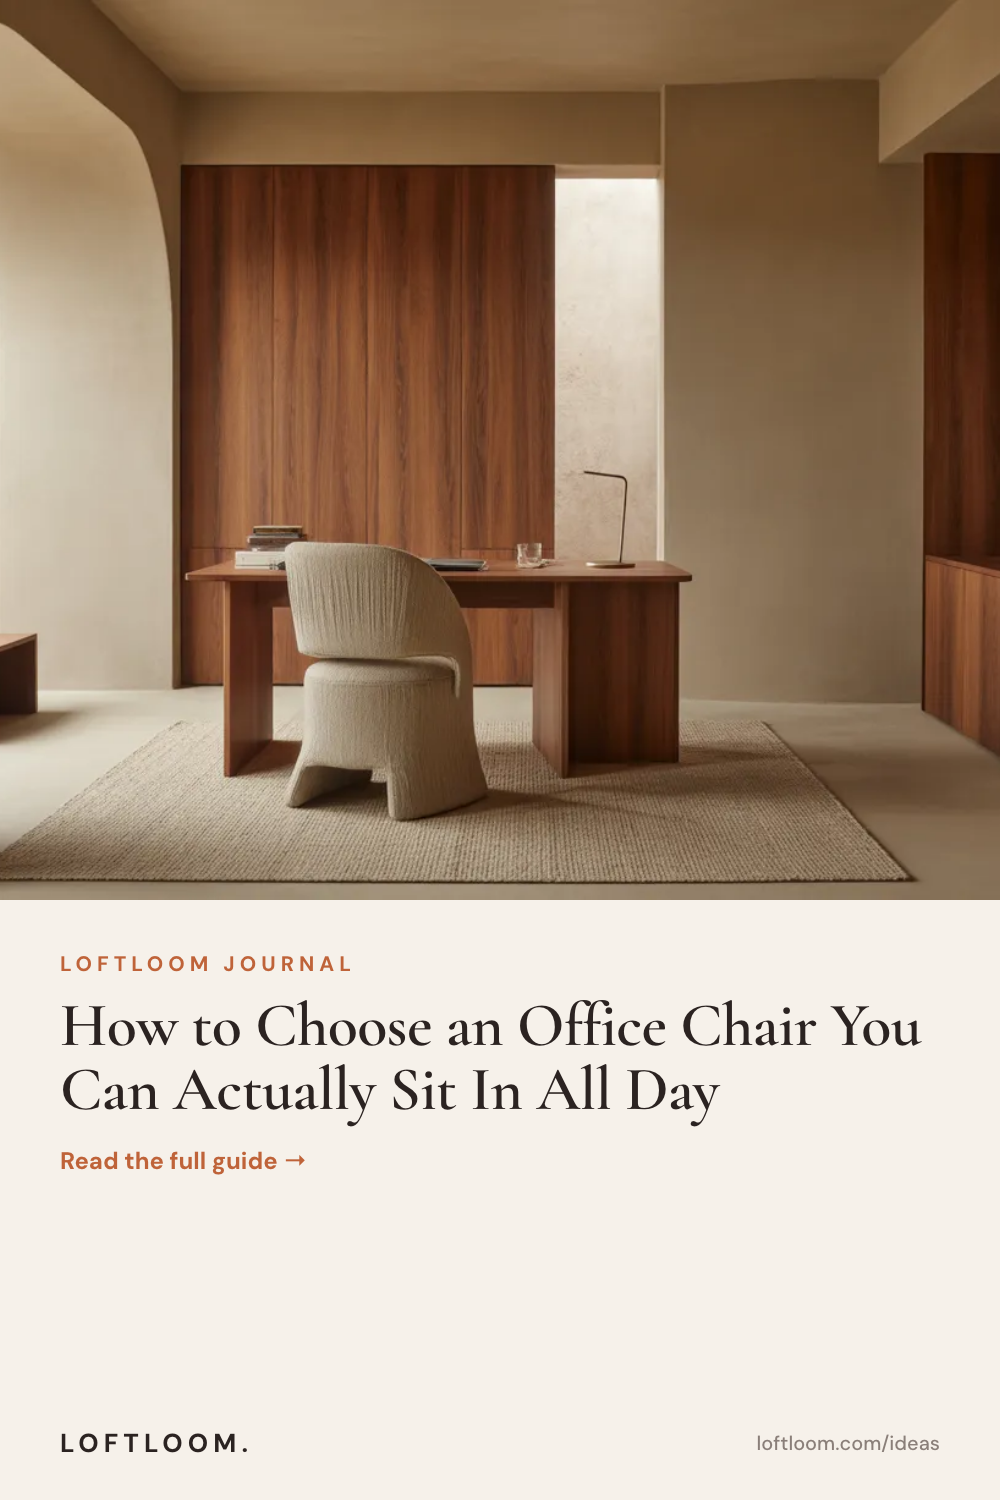 LOFTLOOM JOURNAL
How to Choose an Office Chair You
Can Actually Sit In All Day
Read the full guide →
LOFTLOOM.
loftloom.com/ideas